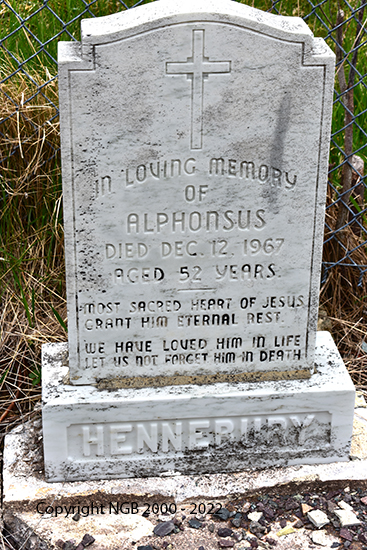 IN LOVING MEMORY
OF
ALPHONSUS
DIED DEC. 12, 1967
AGED 52 YEARS.
MOST SACRED HEART OF JESUS
GRANT HIM ETERNAL REST.
WE HAVE LOVED HIM IN LIFE
LET US NOT FORGET HIM IN DEATH
HENNEBURY
Copyright NGB 2000 - 2022